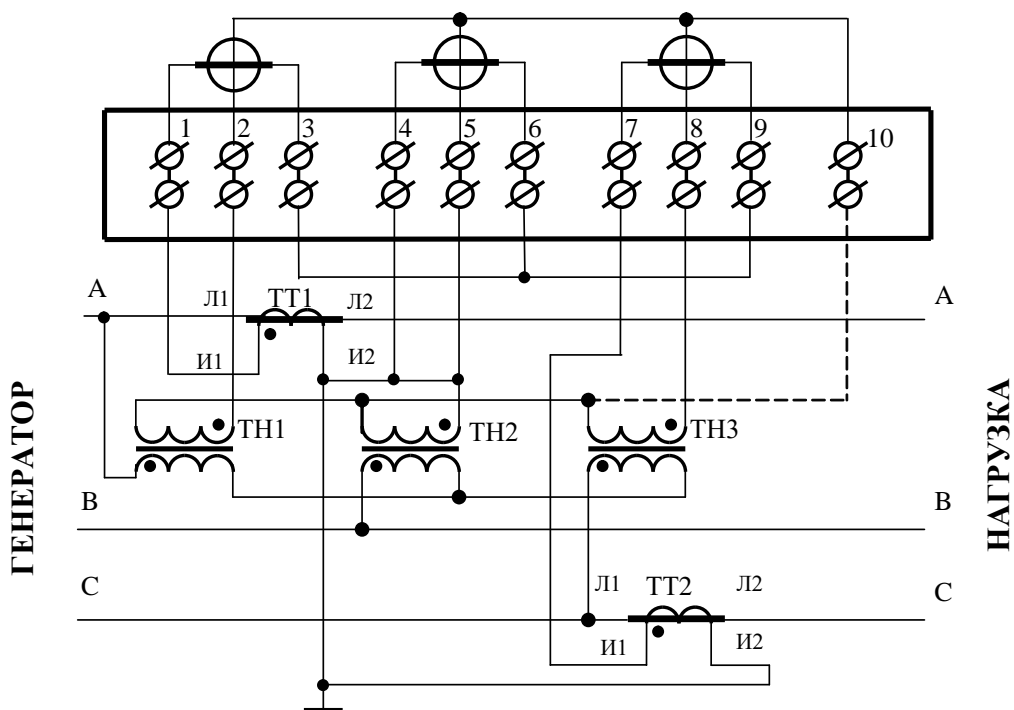 1 2 3 4 5 6 7 8 9 10
А Л1 ТТ1 Л2 А
И1 И2
ТН1 ТН2 ТН3
ГЕНЕРАТОР
НАГРУЗКА
В В
С Л1 ТТ2 Л2 С
И1 И2